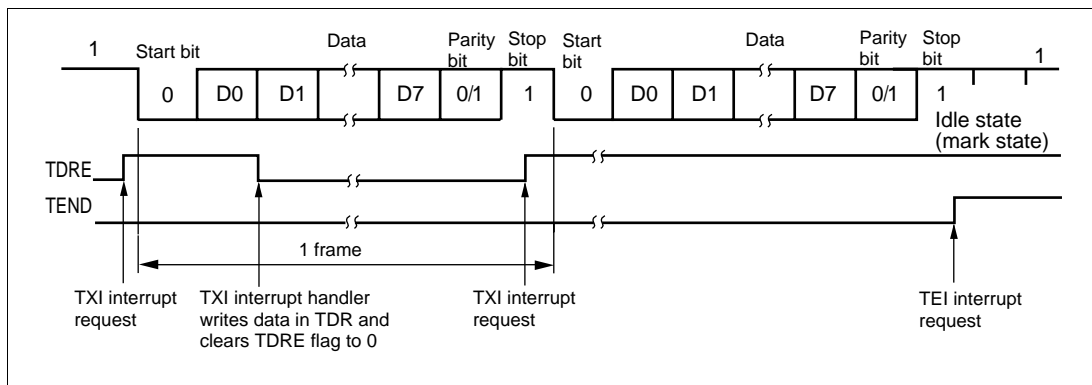 1 Start bit Data Parity bit Stop bit Start bit Data Parity bit Stop bit 1
0 D0 D1 D7 0/1 1 0 D0 D1 D7 0/1 1
Idle state
(mark state)
TDRE
TEND
1 frame
TXI interrupt
request
TXI interrupt handler
writes data in TDR and
clears TDRE flag to 0
TXI interrupt
request
TEI interrupt
request